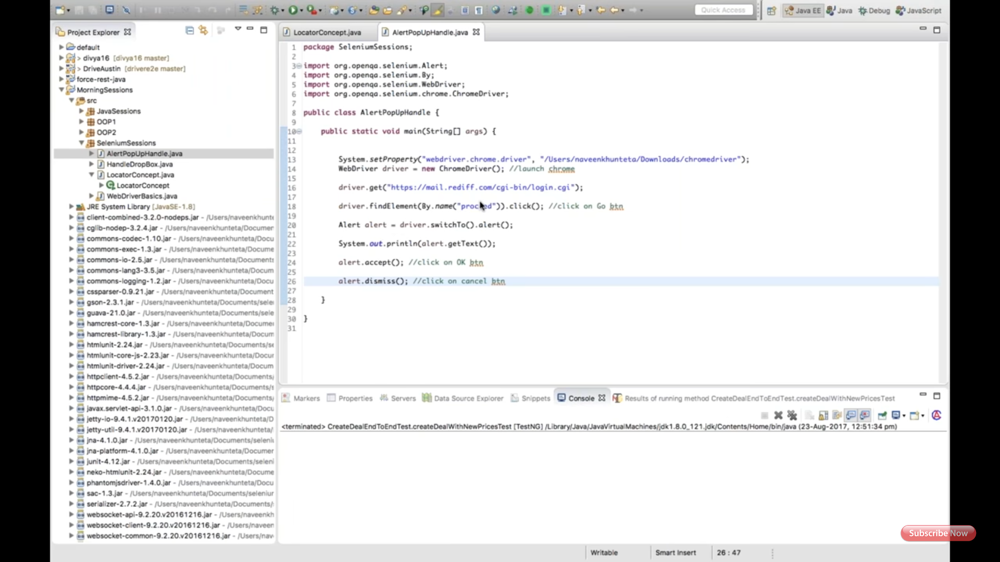 Quick Access
Java EE
Java
Debug
JavaScript
Project Explorer
default
> divya16 [divya16 master]
> DriveAustin [drivere2e master]
force-rest-java
MorningSessions
src
JavaSessions
OOP1
OOP2
SeleniumSessions
AlertPopUpHandle.java
HandleDropBox.java
LocatorConcept.java
LocatorConcept
WebDriverBasics.java
JRE System Library [JavaSE-1.8]
client-combined-3.2.0-nodeps.jar - /Users/naveenkhunte
cglib-nodep-3.2.4.jar - /Users/naveenkhunteta/Documer
commons-codec-1.10.jar - /Users/naveenkhunteta/Docu
commons-exec-1.3.jar - /Users/naveenkhunteta/Docume
commons-io-2.5.jar - /Users/naveenkhunteta/Documents
commons-lang3-3.5.jar - /Users/naveenkhunteta/Docum
commons-logging-1.2.jar - /Users/naveenkhunteta/Docu
cssparser-0.9.21.jar - /Users/naveenkhunteta/Document
gson-2.3.1.jar - /Users/naveenkhunteta/Documents/sele
guava-21.0.jar - /Users/naveenkhunteta/Documents/sele
hamcrest-core-1.3.jar - /Users/naveenkhunteta/Docume
hamcrest-library-1.3.jar - /Users/naveenkhunteta/Docum
htmlunit-2.24.jar - /Users/naveenkhunteta/Documents/se
htmlunit-core-js-2.23.jar - /Users/naveenkhunteta/Docur
htmlunit-driver-2.24.jar - /Users/naveenkhunteta/Docum
httpclient-4.5.2.jar - /Users/naveenkhunteta/Documents/
httpcore-4.4.4.jar - /Users/naveenkhunteta/Documents/s
httpmime-4.5.2.jar - /Users/naveenkhunteta/Documents/
javax.servlet-api-3.1.0.jar - /Users/naveenkhunteta/Docu
jetty-io-9.4.1.v20170120.jar - /Users/naveenkhunteta/D
jetty-util-9.4.1.v20170120.jar - /Users/naveenkhunteta/D
jna-4.1.0.jar - /Users/naveenkhunteta/Documents/seleni
jna-platform-4.1.0.jar - /Users/naveenkhunteta/Documer
junit-4.12.jar - /Users/naveenkhunteta/Documents/seleni
neko-htmlunit-2.24.jar - /Users/naveenkhunteta/Docume
phantomjsdriver-1.4.0.jar - /Users/naveenkhunteta/Docu
sac-1.3.jar - /Users/naveenkhunteta/Documents/seleniur
serializer-2.7.2.jar - /Users/naveenkhunteta/Documents/
websocket-api-9.2.20.v20161216.jar - /Users/naveenkh
websocket-client-9.2.20.v20161216.jar - /Users/naveenk
websocket-common-9.2.20.v20161216.jar - /Users/nav
LocatorConcept.java
AlertPopUpHandle.java
1 package SeleniumSessions;
2
3 import org.openqa.selenium.Alert;
4 import org.openqa.selenium.By;
5 import org.openqa.selenium.WebDriver;
6 import org.openqa.selenium.chrome.ChromeDriver;
7
8 public class AlertPopUpHandle {
9
10 public static void main(String[] args) {
11
12
13 System.setProperty("webdriver.chrome.driver", "/Users/naveenkhunteta/Downloads/chromedriver");
14 WebDriver driver = new ChromeDriver(); //launch chrome
15
16 driver.get("https://mail.rediff.com/cgi-bin/login.cgi");
17
18 driver.findElement(By.name("proceed")).click(); //click on Go btn
19
20 Alert alert = driver.switchTo().alert();
21
22 System.out.println(alert.getText());
23
24 alert.accept(); //click on OK btn
25
26 alert.dismiss(); //click on cancel btn
27
28 }
29
30 }
31
Markers
Properties
Servers
Data Source Explorer
Snippets
Console
Results of running method CreateDealEndToEndTest.createDealWithNewPricesTest
<terminated> CreateDealEndToEndTest.createDealWithNewPricesTest [TestNG] /Library/Java/JavaVirtualMachines/jdk1.8.0_121.jdk/Contents/Home/bin/java (23-Aug-2017, 12:51:34 pm)
Subscribe Now
Writable
Smart Insert
26 : 47